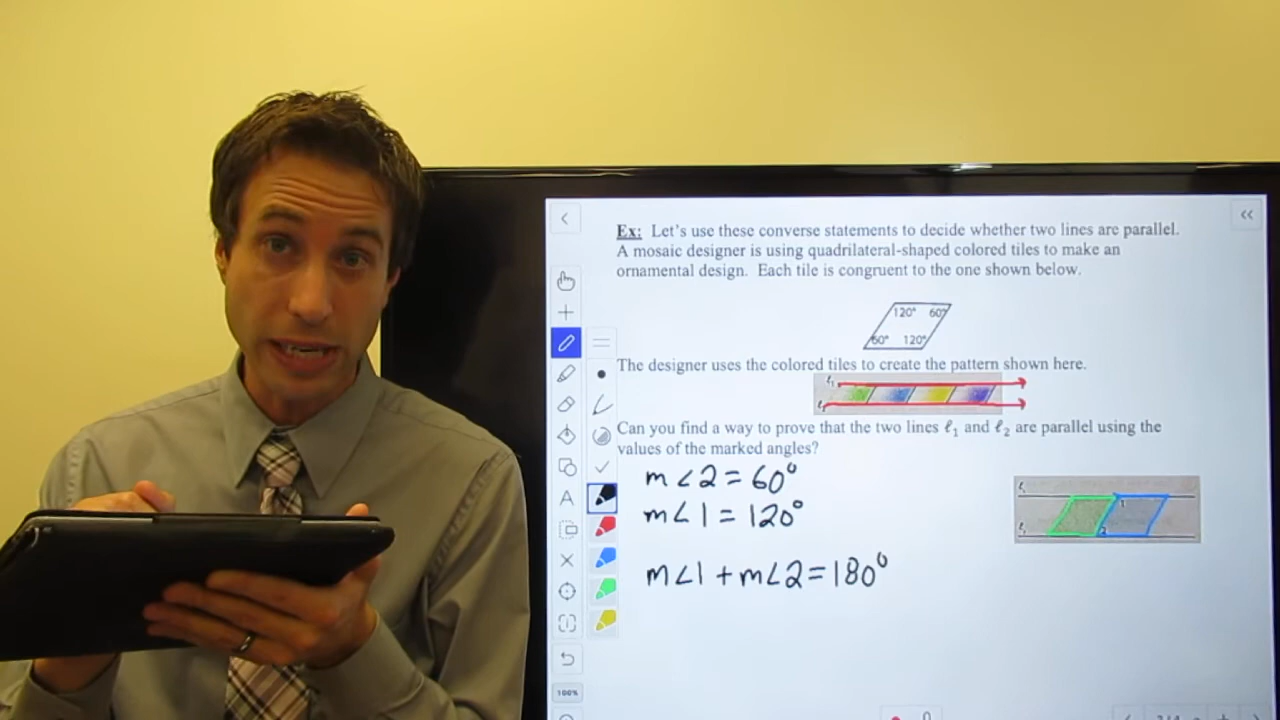 Ex: Let's use these converse statements to decide whether two lines are parallel.
A mosaic designer is using quadrilateral-shaped colored tiles to make an
ornamental design. Each tile is congruent to the one shown below.
120° 60°
60° 120°
The designer uses the colored tiles to create the pattern shown here.
ℓ₁
Can you find a way to prove that the two lines ℓ₁ and ℓ₂ are parallel using the
values of the marked angles?
m∠2 = 60°
m∠1 = 120°
1
2
m∠1 + m∠2 = 180°
100%